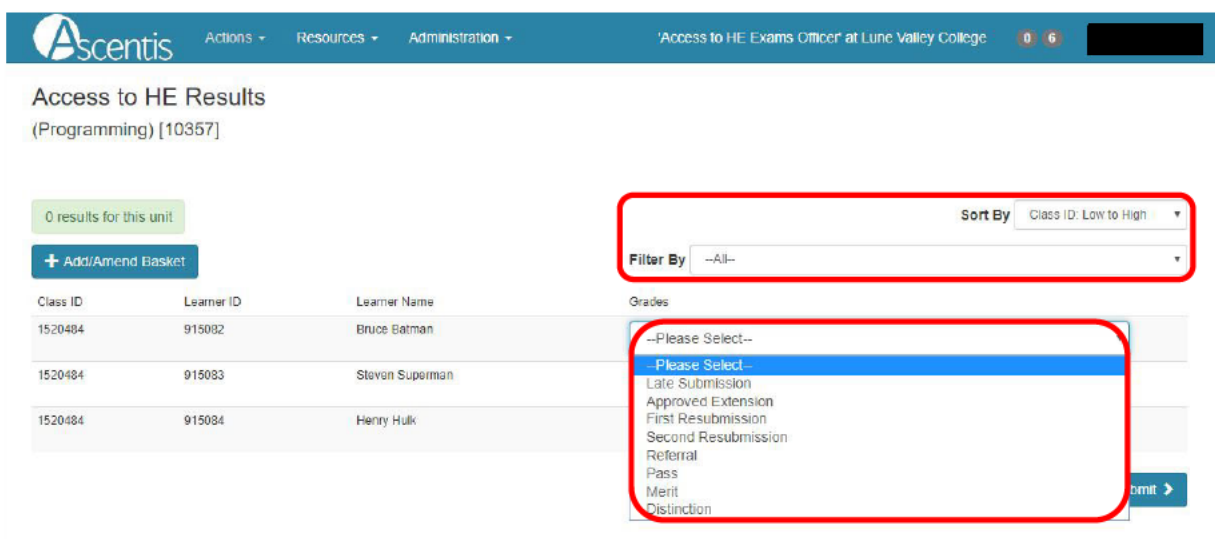 Ascentis Actions Resources Administration 'Access to HE Exams Officer' at Lune Valley College 0 6
Access to HE Results
(Programming) [10357]
0 results for this unit
Sort By Class ID: Low to High
+ Add/Amend Basket
Filter By --All--
Class ID Learner ID Learner Name Grades
1520484 915082 Bruce Batman
--Please Select--
--Please Select--
1520484 915083 Steven Superman
Late Submission
Approved Extension
1520484 915084 Henry Hulk
First Resubmission
Second Resubmission
Referral
Pass
Merit
Distinction
bmit